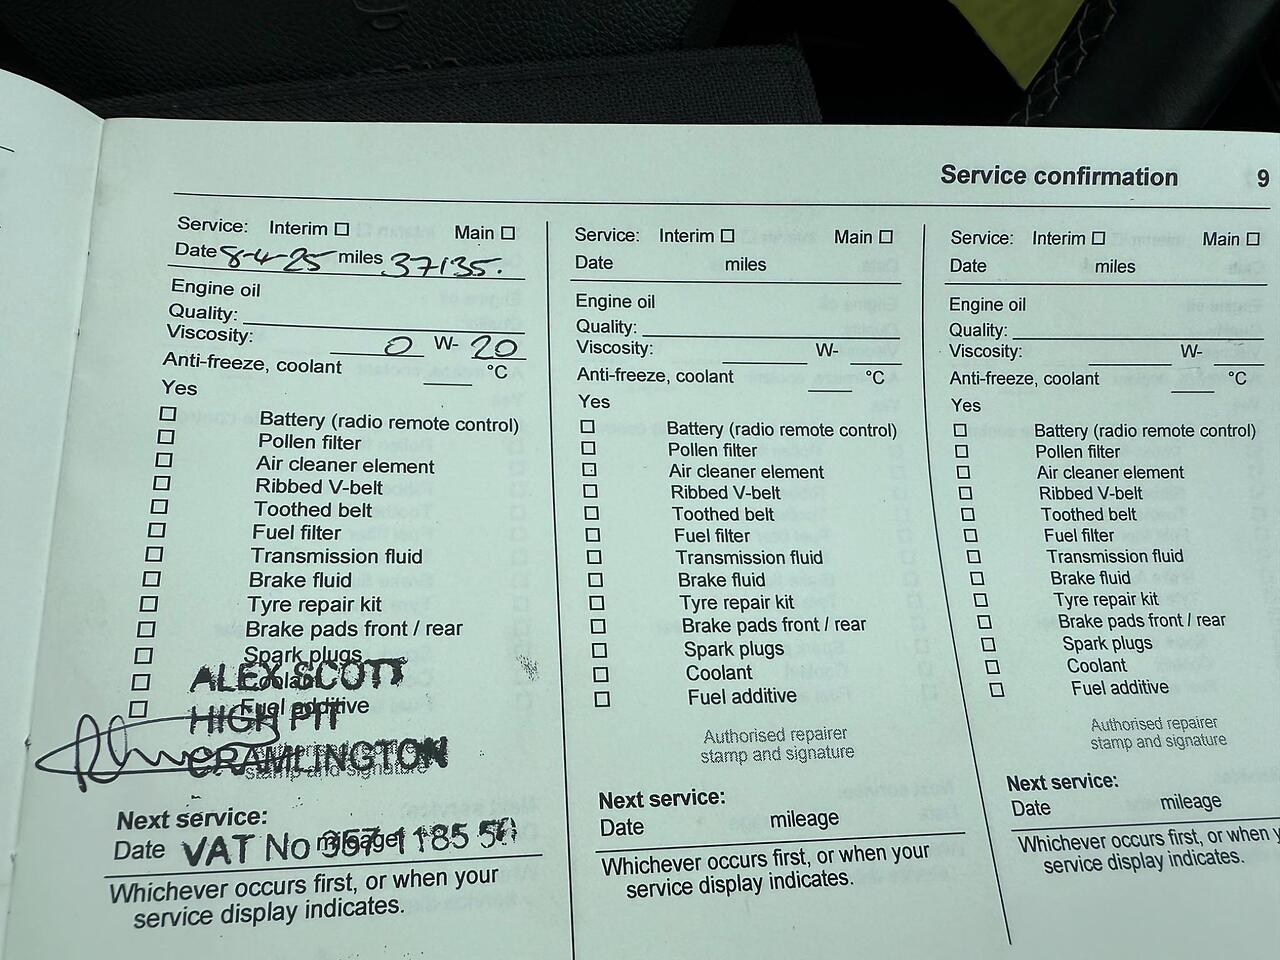 Service confirmation 9
Service: Interim ☐ Main ☐
Date 8-4-25 miles 37135.
Engine oil
Quality:
Viscosity: 0 W- 20
Anti-freeze, coolant °C
Yes
☐ Battery (radio remote control)
☐ Pollen filter
☐ Air cleaner element
☐ Ribbed V-belt
☐ Toothed belt
☐ Fuel filter
☐ Transmission fluid
☐ Brake fluid
☐ Tyre repair kit
☐ Brake pads front / rear
☐ Spark plugs
ALEX SCOTT
☐ Coolant
☐ Fuel additive
HIGH PIT
CRAMLINGTON
stamp and signature
Next service:
Date mileage
VAT No 357 1185
Whichever occurs first, or when your
service display indicates.
Service: Interim ☐ Main ☐
Date miles
Engine oil
Quality:
Viscosity: W-
Anti-freeze, coolant °C
Yes
☐ Battery (radio remote control)
☐ Pollen filter
☐ Air cleaner element
☐ Ribbed V-belt
☐ Toothed belt
☐ Fuel filter
☐ Transmission fluid
☐ Brake fluid
☐ Tyre repair kit
☐ Brake pads front / rear
☐ Spark plugs
☐ Coolant
☐ Fuel additive
Authorised repairer
stamp and signature
Next service:
Date mileage
Whichever occurs first, or when your
service display indicates.
Service: Interim ☐ Main ☐
Date miles
Engine oil
Quality:
Viscosity: W-
Anti-freeze, coolant °C
Yes
☐ Battery (radio remote control)
☐ Pollen filter
☐ Air cleaner element
☐ Ribbed V-belt
☐ Toothed belt
☐ Fuel filter
☐ Transmission fluid
☐ Brake fluid
☐ Tyre repair kit
☐ Brake pads front / rear
☐ Spark plugs
☐ Coolant
☐ Fuel additive
Authorised repairer
stamp and signature
Next service:
Date mileage
Whichever occurs first, or when y
service display indicates.